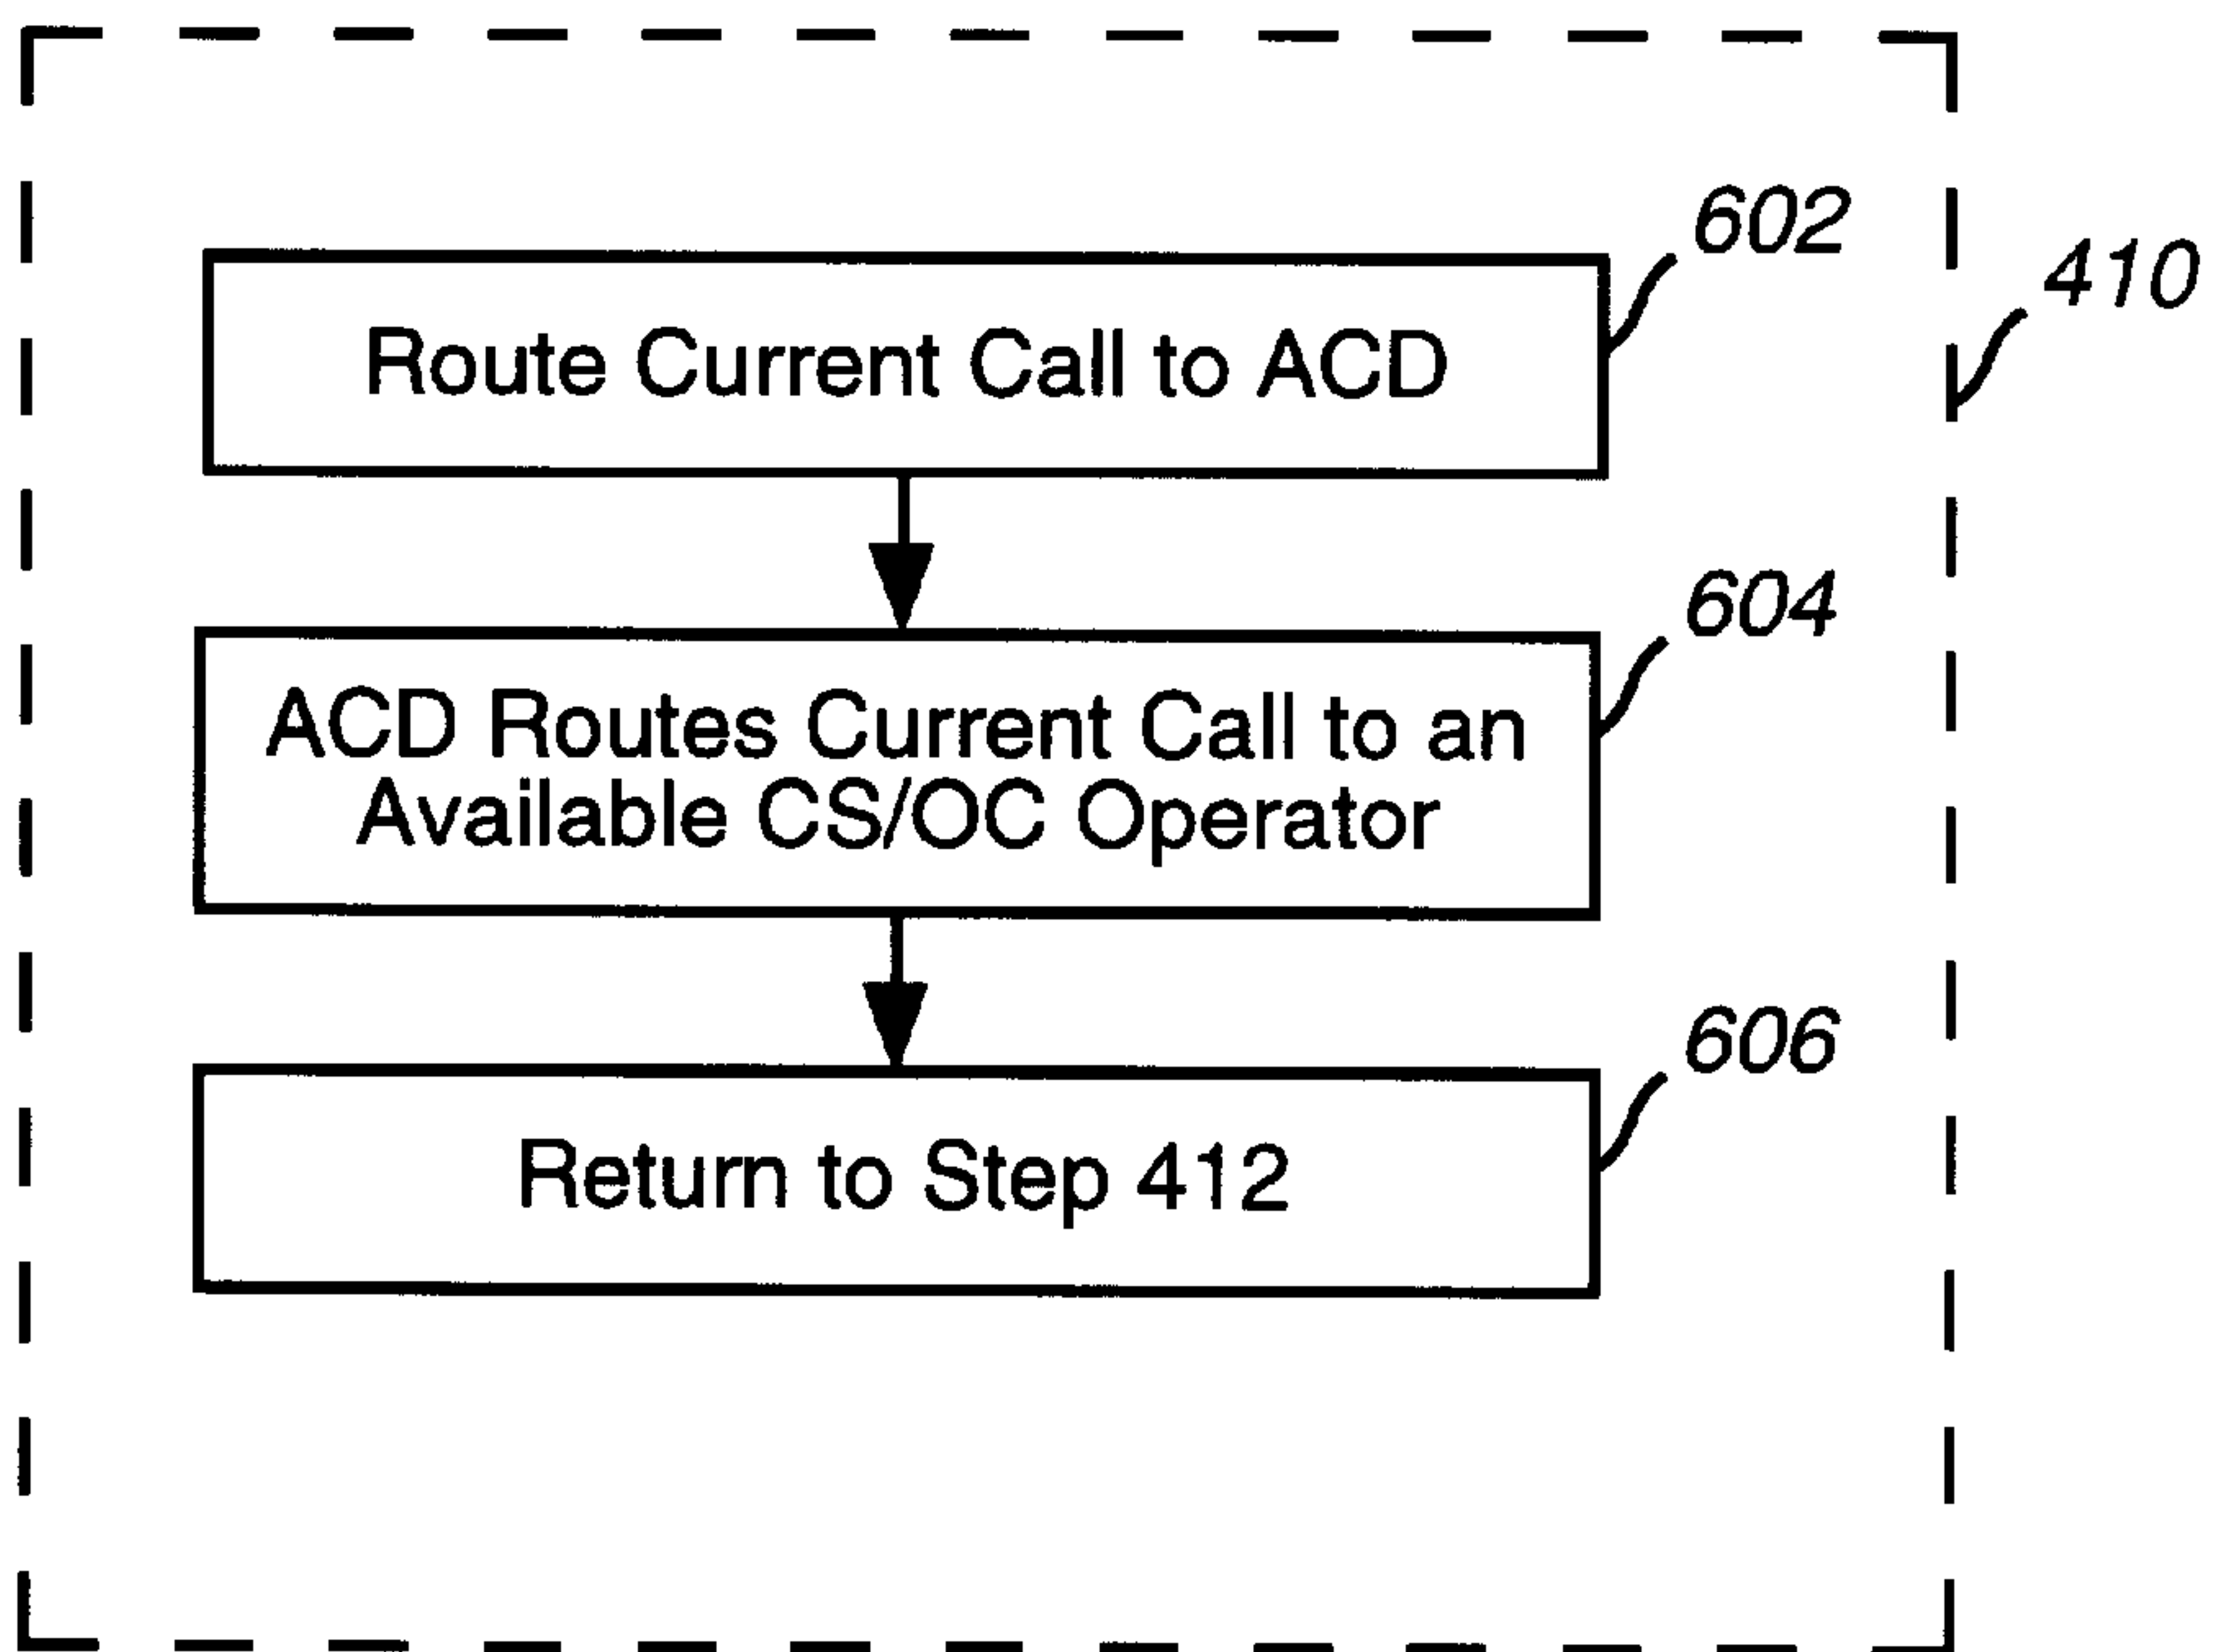 602
410
Route Current Call to ACD
604
ACD Routes Current Call to an
Available CS/OC Operator
606
Return to Step 412